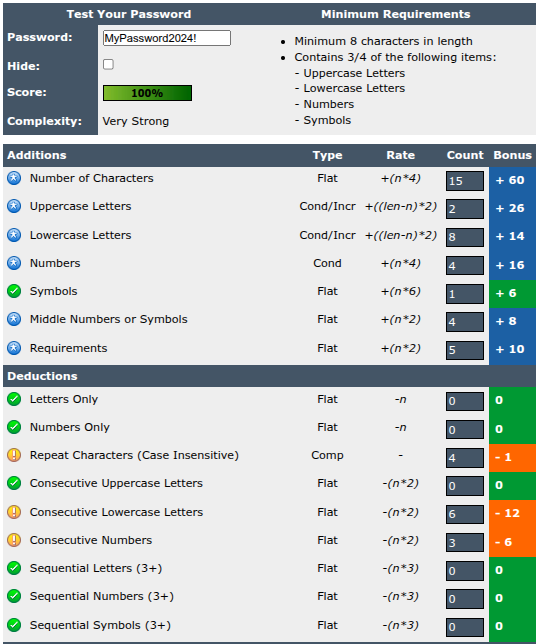 Test Your Password Minimum Requirements
Password: MyPassword2024!
• Minimum 8 characters in length
Hide:
• Contains 3/4 of the following items:
- Uppercase Letters
- Lowercase Letters
- Numbers
- Symbols
Score: 100%
Complexity: Very Strong
Additions Type Rate Count Bonus
Number of Characters Flat +(n*4) 15 + 60
Uppercase Letters Cond/Incr +((len-n)*2) 2 + 26
Lowercase Letters Cond/Incr +((len-n)*2) 8 + 14
Numbers Cond +(n*4) 4 + 16
Symbols Flat +(n*6) 1 + 6
Middle Numbers or Symbols Flat +(n*2) 4 + 8
Requirements Flat +(n*2) 5 + 10
Deductions
Letters Only Flat -n 0 0
Numbers Only Flat -n 0 0
Repeat Characters (Case Insensitive) Comp - 4 - 1
Consecutive Uppercase Letters Flat -(n*2) 0 0
Consecutive Lowercase Letters Flat -(n*2) 6 - 12
Consecutive Numbers Flat -(n*2) 3 - 6
Sequential Letters (3+) Flat -(n*3) 0 0
Sequential Numbers (3+) Flat -(n*3) 0 0
Sequential Symbols (3+) Flat -(n*3) 0 0